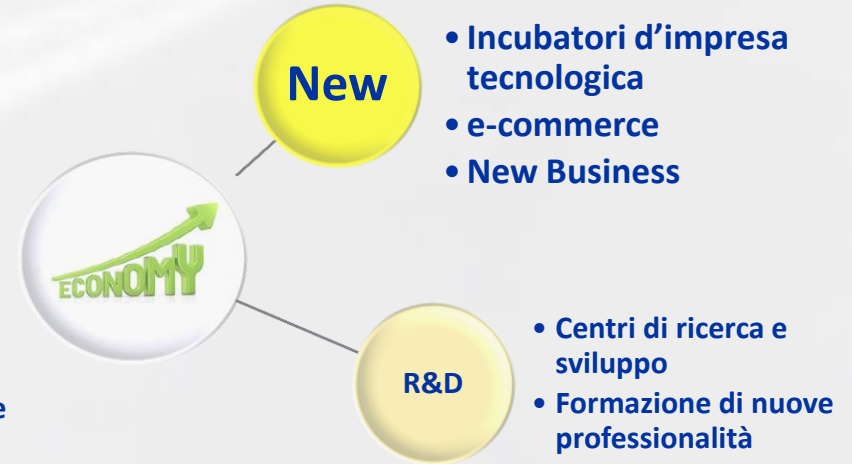 New
• Incubatori d’impresa
tecnologica
• e-commerce
• New Business
ECONOMY
R&D
• Centri di ricerca e
sviluppo
• Formazione di nuove
professionalità
e